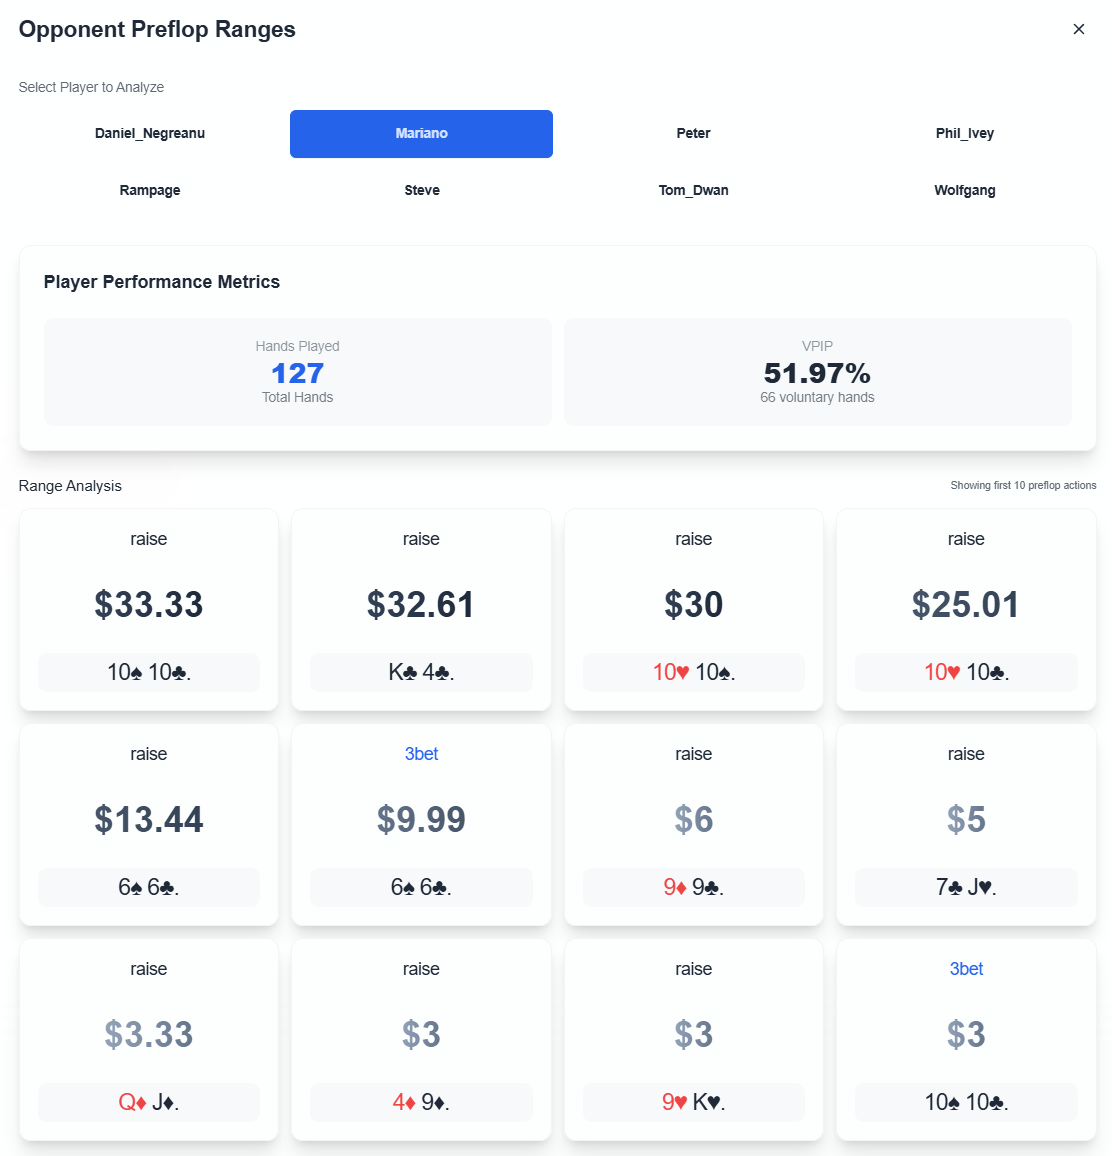 Opponent Preflop Ranges
×
Select Player to Analyze
Daniel_Negreanu Mariano Peter Phil_Ivey
Rampage Steve Tom_Dwan Wolfgang
Player Performance Metrics
Hands Played
127
Total Hands
VPIP
51.97%
66 voluntary hands
Range Analysis
Showing first 10 preflop actions
raise
$33.33
10♠ 10♣.
raise
$32.61
K♣ 4♣.
raise
$30
10♥ 10♠.
raise
$25.01
10♥ 10♣.
raise
$13.44
6♠ 6♣.
3bet
$9.99
6♠ 6♣.
raise
$6
9♦ 9♣.
raise
$5
7♣ J♥.
raise
$3.33
Q♦ J♦.
raise
$3
4♦ 9♦.
raise
$3
9♥ K♥.
3bet
$3
10♠ 10♣.